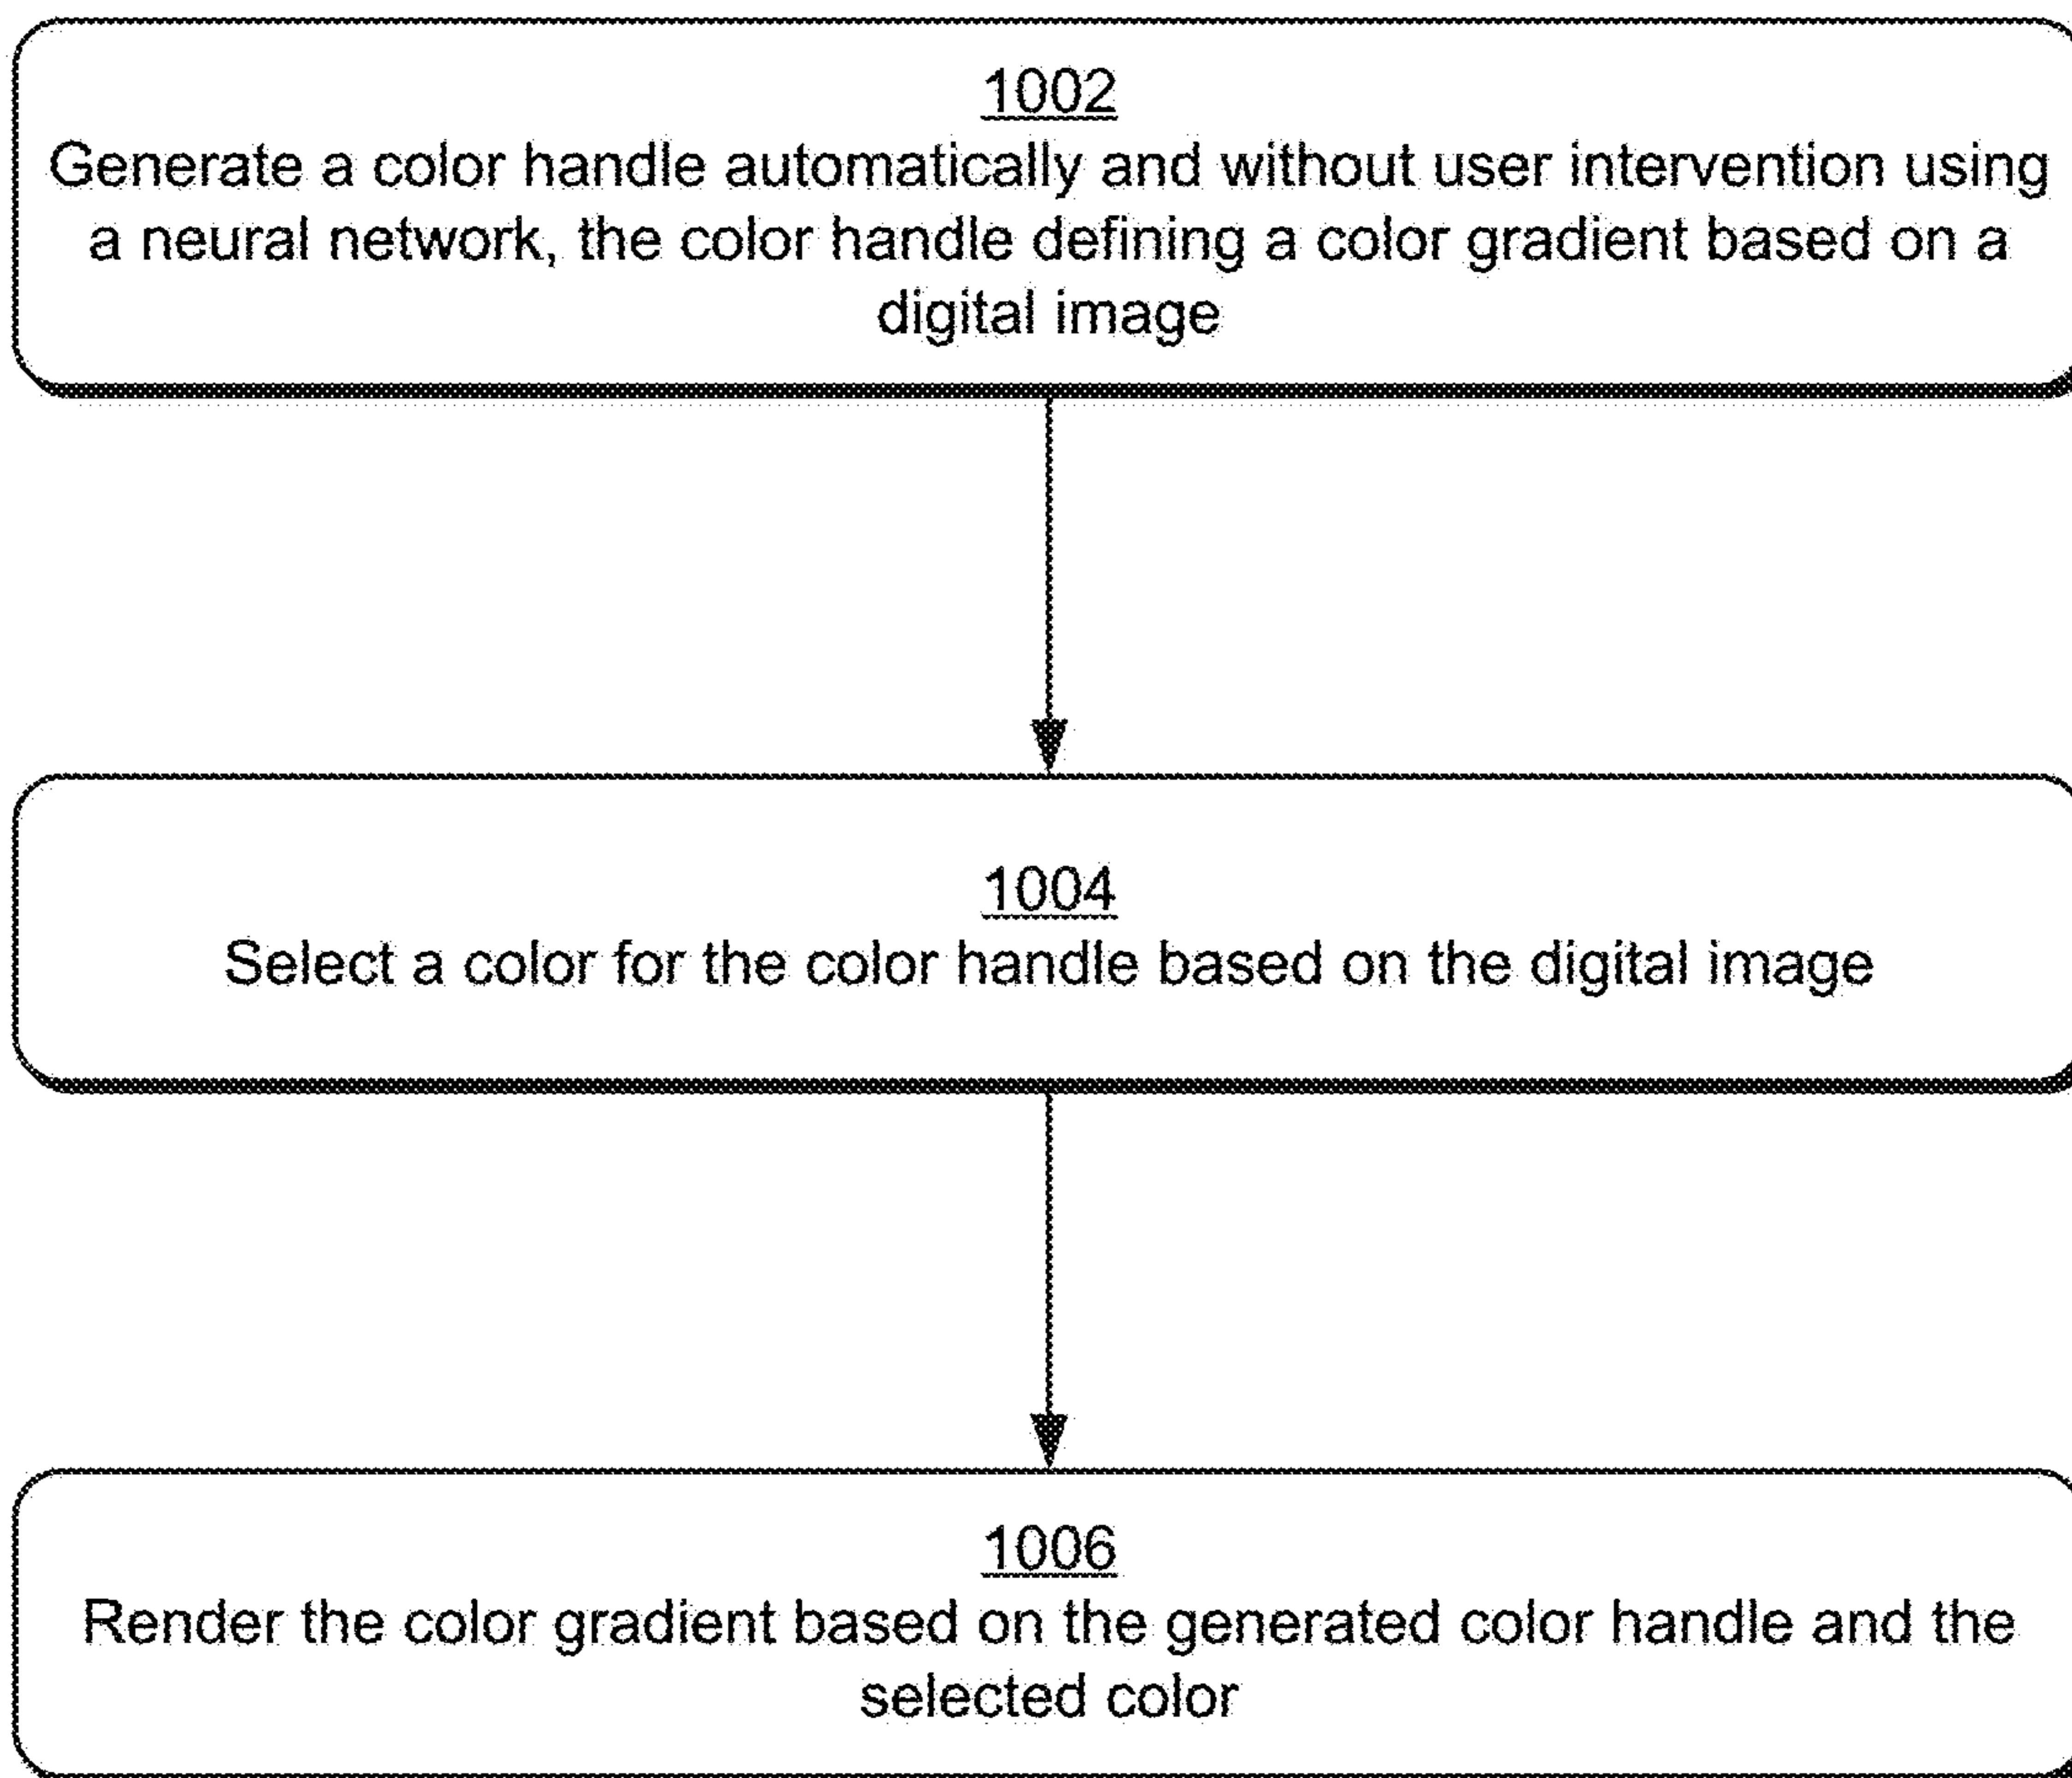 1002
Generate a color handle automatically and without user intervention using
a neural network, the color handle defining a color gradient based on a
digital image
1004
Select a color for the color handle based on the digital image
1006
Render the color gradient based on the generated color handle and the
selected color